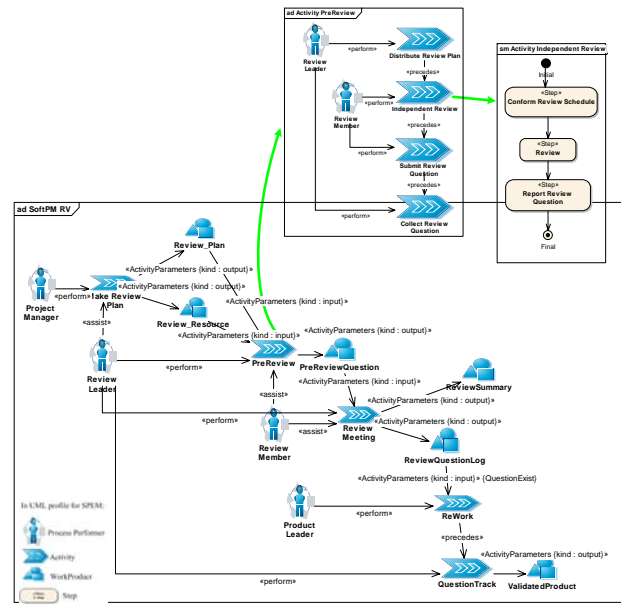 ad Activity PreReview
Review
Leader
«perform»
Distribute Review Plan
«precedes»
Review
Member
«perform»
Independent Review
«precedes»
«perform»
Submit Review
Question
«precedes»
«perform»
Collect Review
Question
sm Activity Independent Review
Initial
«Step»
Conform Review Schedule
«Step»
Review
«Step»
Report Review
Question
Final
ad SoftPM RV
Review_Plan
«ActivityParameters {kind : output}»
Project
Manager
«perform»
Plan
«ActivityParameters {kind : output}»
«ActivityParameters {kind : input}»
«assist»
Review_Resource
«ActivityParameters {kind : input}»
«ActivityParameters {kind : output}»
Review
Leader
«perform»
PreReview
PreReviewQuestion
«ActivityParameters {kind : input}»
«assist»
ReviewSummary
«ActivityParameters {kind : output}»
«perform»
Review
Meeting
«ActivityParameters {kind : output}»
Review
Member
«assist»
ReviewQuestionLog
«ActivityParameters {kind : input}» (QuestionExist)
Product
Leader
«perform»
ReWork
«precedes»
«ActivityParameters {kind : output}»
«perform»
QuestionTrack
ValidatedProduct
In UML profile for SPEM:
Process Performer
Activity
WorkProduct
Step